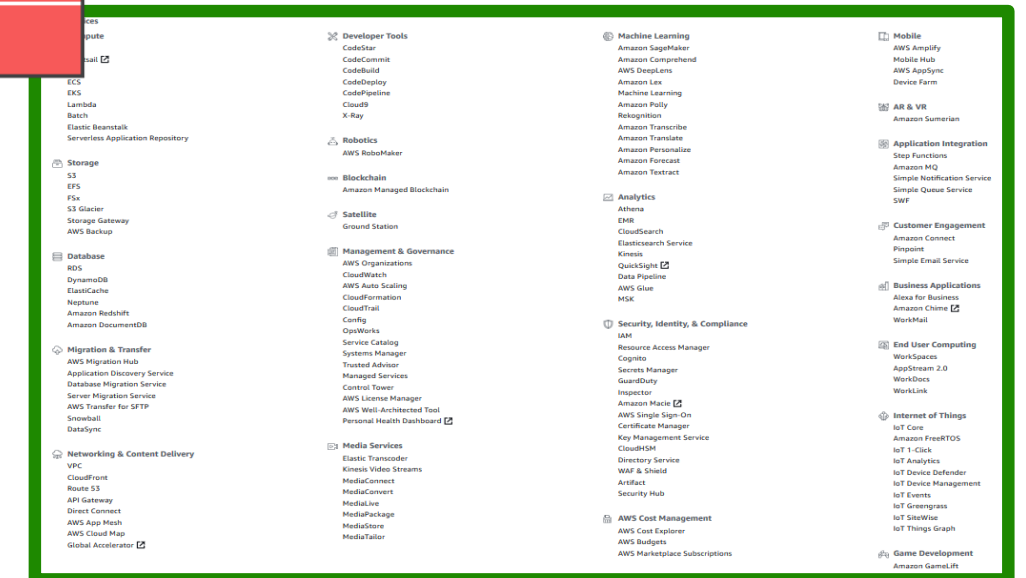 ices
pute
sail
ECS
EKS
Lambda
Batch
Elastic Beanstalk
Serverless Application Repository
Storage
S3
EFS
FSx
S3 Glacier
Storage Gateway
AWS Backup
Database
RDS
DynamoDB
ElastiCache
Neptune
Amazon Redshift
Amazon DocumentDB
Migration & Transfer
AWS Migration Hub
Application Discovery Service
Database Migration Service
Server Migration Service
AWS Transfer for SFTP
Snowball
DataSync
Networking & Content Delivery
VPC
CloudFront
Route 53
API Gateway
Direct Connect
AWS App Mesh
AWS Cloud Map
Global Accelerator
Developer Tools
CodeStar
CodeCommit
CodeBuild
CodeDeploy
CodePipeline
Cloud9
X-Ray
Robotics
AWS RoboMaker
Blockchain
Amazon Managed Blockchain
Satellite
Ground Station
Management & Governance
AWS Organizations
CloudWatch
AWS Auto Scaling
CloudFormation
CloudTrail
Config
OpsWorks
Service Catalog
Systems Manager
Trusted Advisor
Managed Services
Control Tower
AWS License Manager
AWS Well-Architected Tool
Personal Health Dashboard
Media Services
Elastic Transcoder
Kinesis Video Streams
MediaConnect
MediaConvert
MediaLive
MediaPackage
MediaStore
MediaTailor
Machine Learning
Amazon SageMaker
Amazon Comprehend
AWS DeepLens
Amazon Lex
Machine Learning
Amazon Polly
Rekognition
Amazon Transcribe
Amazon Translate
Amazon Personalize
Amazon Forecast
Amazon Textract
Analytics
Athena
EMR
CloudSearch
Elasticsearch Service
Kinesis
QuickSight
Data Pipeline
AWS Glue
MSK
Security, Identity, & Compliance
IAM
Resource Access Manager
Cognito
Secrets Manager
GuardDuty
Inspector
Amazon Macie
AWS Single Sign-On
Certificate Manager
Key Management Service
CloudHSM
Directory Service
WAF & Shield
Artifact
Security Hub
AWS Cost Management
AWS Cost Explorer
AWS Budgets
AWS Marketplace Subscriptions
Mobile
AWS Amplify
Mobile Hub
AWS AppSync
Device Farm
AR & VR
Amazon Sumerian
Application Integration
Step Functions
Amazon MQ
Simple Notification Service
Simple Queue Service
SWF
Customer Engagement
Amazon Connect
Pinpoint
Simple Email Service
Business Applications
Alexa for Business
Amazon Chime
WorkMail
End User Computing
WorkSpaces
AppStream 2.0
WorkDocs
WorkLink
Internet of Things
IoT Core
Amazon FreeRTOS
IoT 1-Click
IoT Analytics
IoT Device Defender
IoT Device Management
IoT Events
IoT Greengrass
IoT SiteWise
IoT Things Graph
Game Development
Amazon GameLift